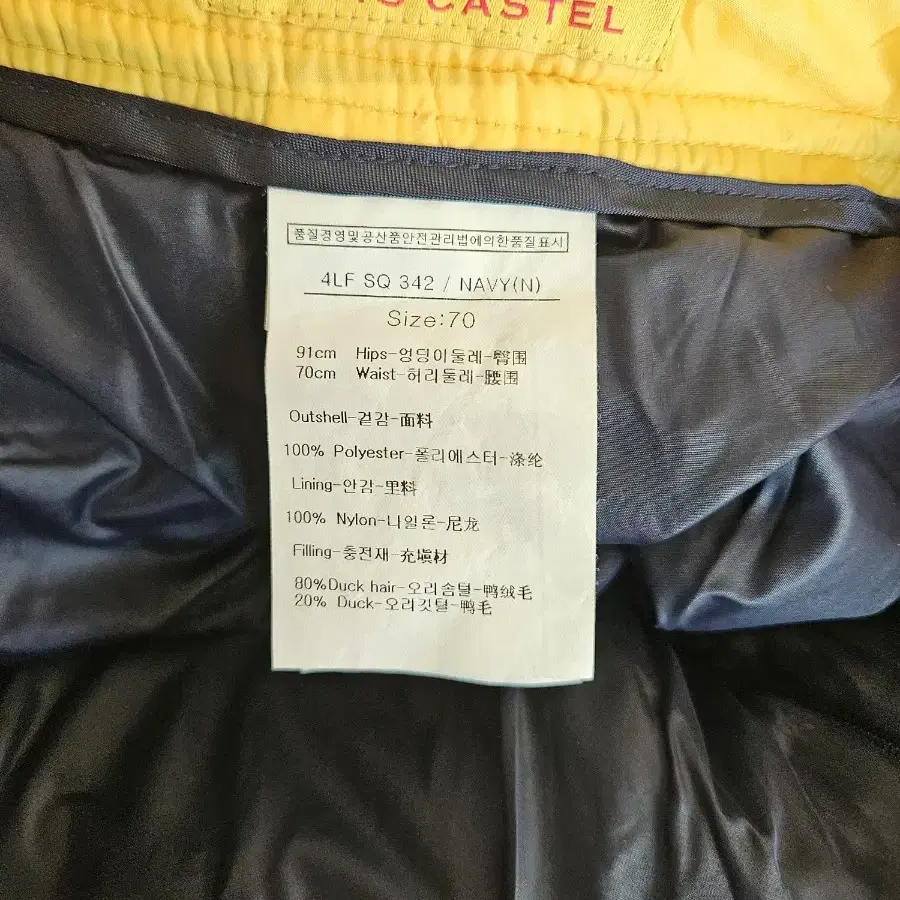 CASTEL
품질경영및공산품안전관리법에의한품질표시
4LF SQ 342 / NAVY(N)
Size:70
91cm Hips-엉덩이둘레-臀围
70cm Waist-허리둘레-腰围
Outshell-겉감-面料
100% Polyester-폴리에스터-涤纶
Lining-안감-里料
100% Nylon-나일론-尼龙
Filling-충전재-充塡材
80%Duck hair-오리솜털-鸭绒毛
20% Duck-오리깃털-鸭毛